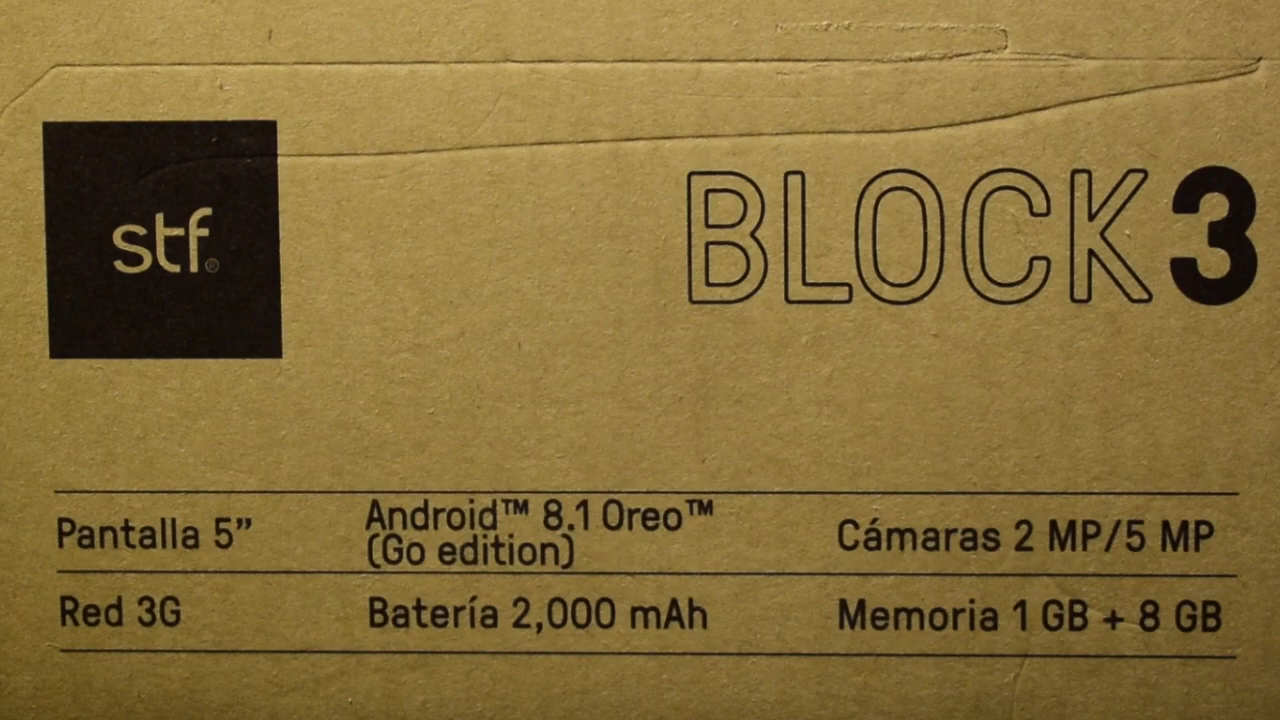 stf®
BLOCK3
Pantalla 5”
Android™ 8.1 Oreo™
(Go edition)
Cámaras 2 MP/5 MP
Red 3G
Batería 2,000 mAh
Memoria 1 GB + 8 GB